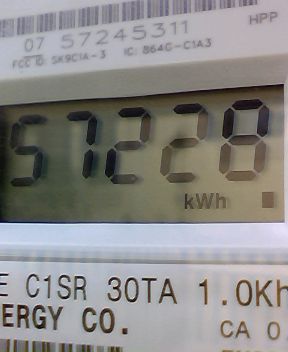 HPP
07 57245311
FCC ID: SK9C1A-3 IC: 864G-C1A3
57228
kWh
E C1SR 30TA 1.0Kh
ERGY CO.
CA 0.